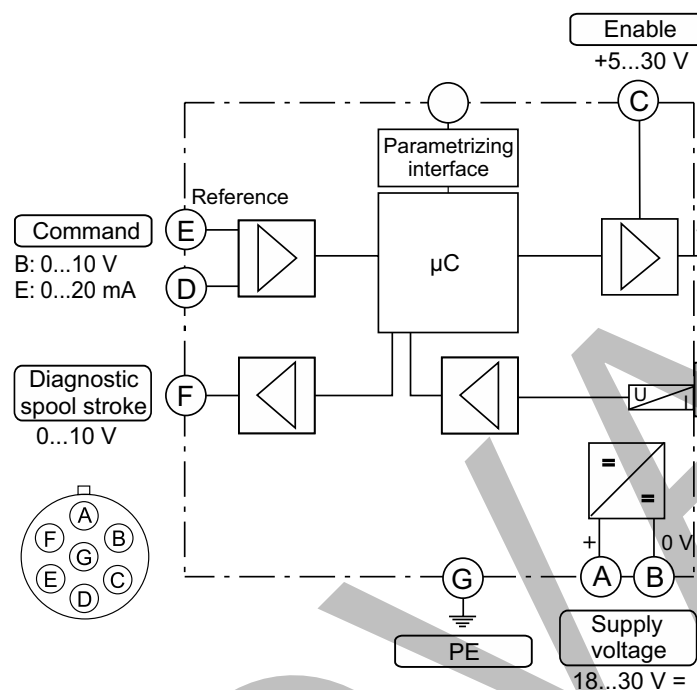 Enable
+5...30 V
C
Parametrizing
interface
Reference
E
Command
B: 0...10 V
E: 0...20 mA
D
µC
Diagnostic
spool stroke
0...10 V
F
U
I
=
=
+
0 V
A
F
B
G
E
C
D
G
A
B
PE
Supply
voltage
18...30 V =